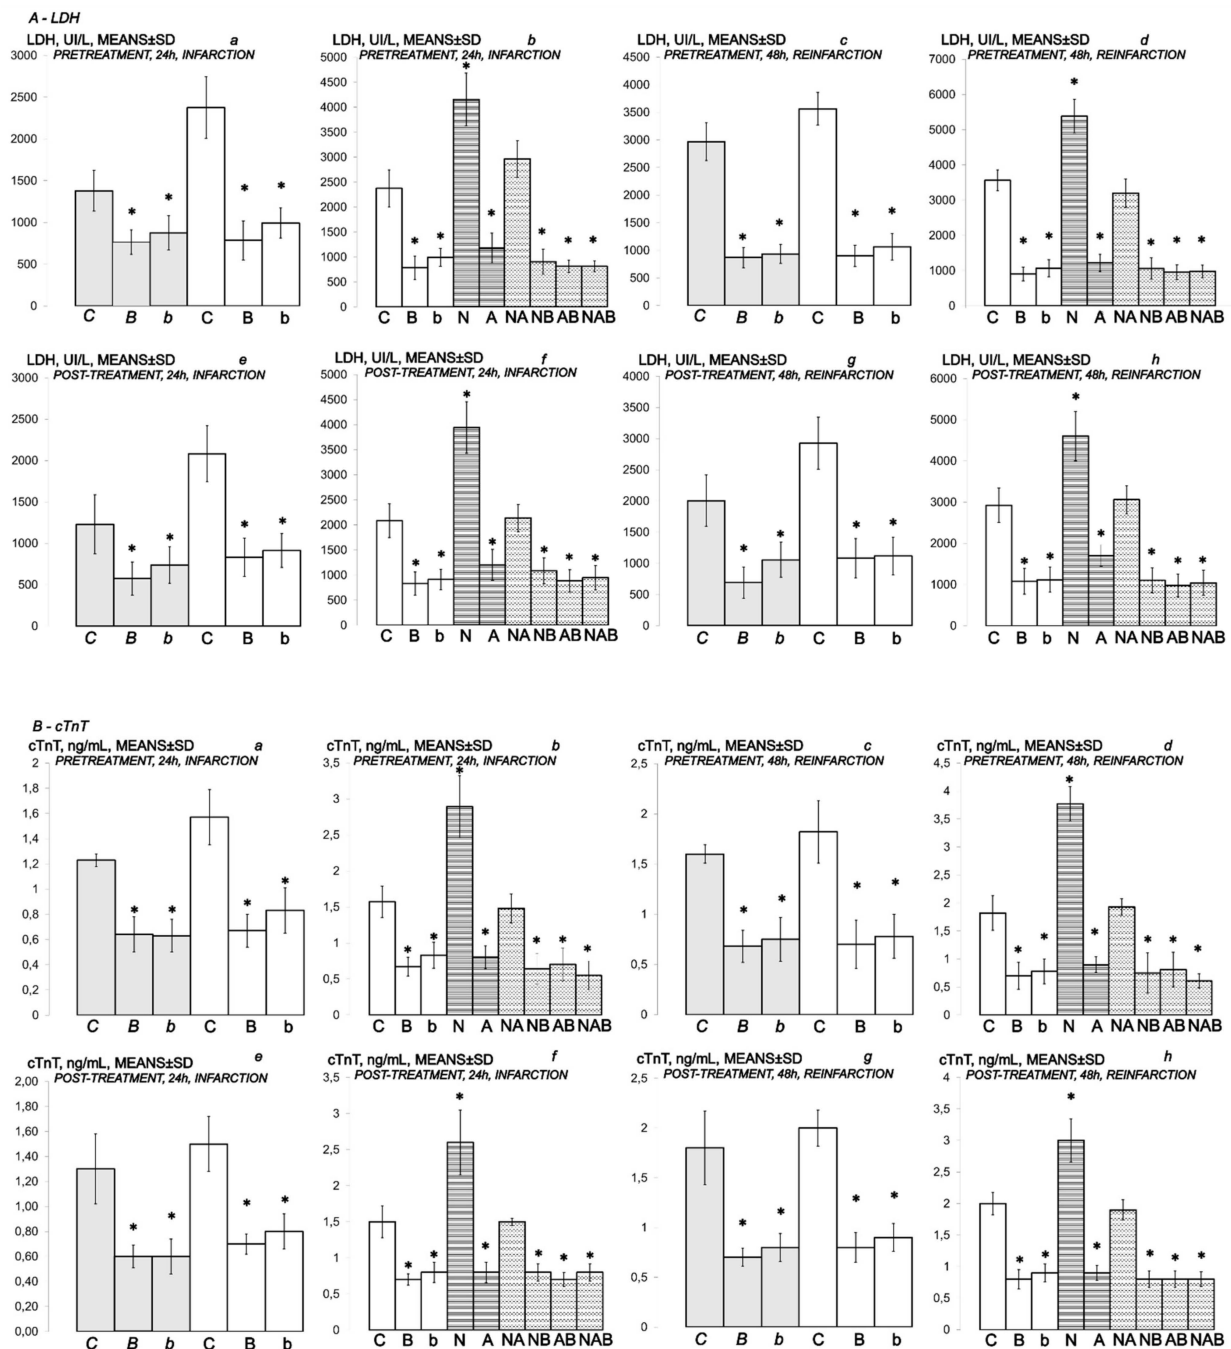 A - LDH
LDH, UI/L, MEANS±SD a
PRETREATMENT, 24h, INFARCTION
3000
2500
2000
1500
1000
500
0
* * * *
C B b C B b
LDH, UI/L, MEANS±SD b
PRETREATMENT, 24h, INFARCTION
5000
4500
4000
3500
3000
2500
2000
1500
1000
500
0
* * * * * * *
C B b N A NA NB AB NAB
LDH, UI/L, MEANS±SD c
PRETREATMENT, 48h, REINFARCTION
4500
4000
3500
3000
2500
2000
1500
1000
500
0
* * * *
C B b C B b
LDH, UI/L, MEANS±SD d
PRETREATMENT, 48h, REINFARCTION
7000
6000
5000
4000
3000
2000
1000
0
* * * * * * *
C B b N A NA NB AB NAB
LDH, UI/L, MEANS±SD e
POST-TREATMENT, 24h, INFARCTION
3000
2500
2000
1500
1000
500
0
* * * *
C B b C B b
LDH, UI/L, MEANS±SD f
POST-TREATMENT, 24h, INFARCTION
5000
4500
4000
3500
3000
2500
2000
1500
1000
500
0
* * * * * * *
C B b N A NA NB AB NAB
LDH, UI/L, MEANS±SD g
POST-TREATMENT, 48h, REINFARCTION
4000
3500
3000
2500
2000
1500
1000
500
0
* * * *
C B b C B b
LDH, UI/L, MEANS±SD h
POST-TREATMENT, 48h, REINFARCTION
6000
5000
4000
3000
2000
1000
0
* * * * * * *
C B b N A NA NB AB NAB
B - cTnT
cTnT, ng/mL, MEANS±SD a
PRETREATMENT, 24h, INFARCTION
2
1,8
1,6
1,4
1,2
1
0,8
0,6
0,4
0,2
0
* * * *
C B b C B b
cTnT, ng/mL, MEANS±SD b
PRETREATMENT, 24h, INFARCTION
3,5
3
2,5
2
1,5
1
0,5
0
* * * * * * *
C B b N A NA NB AB NAB
cTnT, ng/mL, MEANS±SD c
PRETREATMENT, 48h, REINFARCTION
2,5
2
1,5
1
0,5
0
* * * *
C B b C B b
cTnT, ng/mL, MEANS±SD d
PRETREATMENT, 48h, REINFARCTION
4,5
4
3,5
3
2,5
2
1,5
1
0,5
0
* * * * * * *
C B b N A NA NB AB NAB
cTnT, ng/mL, MEANS±SD e
POST-TREATMENT, 24h, INFARCTION
2,00
1,80
1,60
1,40
1,20
1,00
0,80
0,60
0,40
0,20
0,00
* * * *
C B b C B b
cTnT, ng/mL, MEANS±SD f
POST-TREATMENT, 24h, INFARCTION
3,5
3
2,5
2
1,5
1
0,5
0
* * * * * * *
C B b N A NA NB AB NAB
cTnT, ng/mL, MEANS±SD g
POST-TREATMENT, 48h, REINFARCTION
2,5
2
1,5
1
0,5
0
* * * *
C B b C B b
cTnT, ng/mL, MEANS±SD h
POST-TREATMENT, 48h, REINFARCTION
4
3,5
3
2,5
2
1,5
1
0,5
0
* * * * * * *
C B b N A NA NB AB NAB